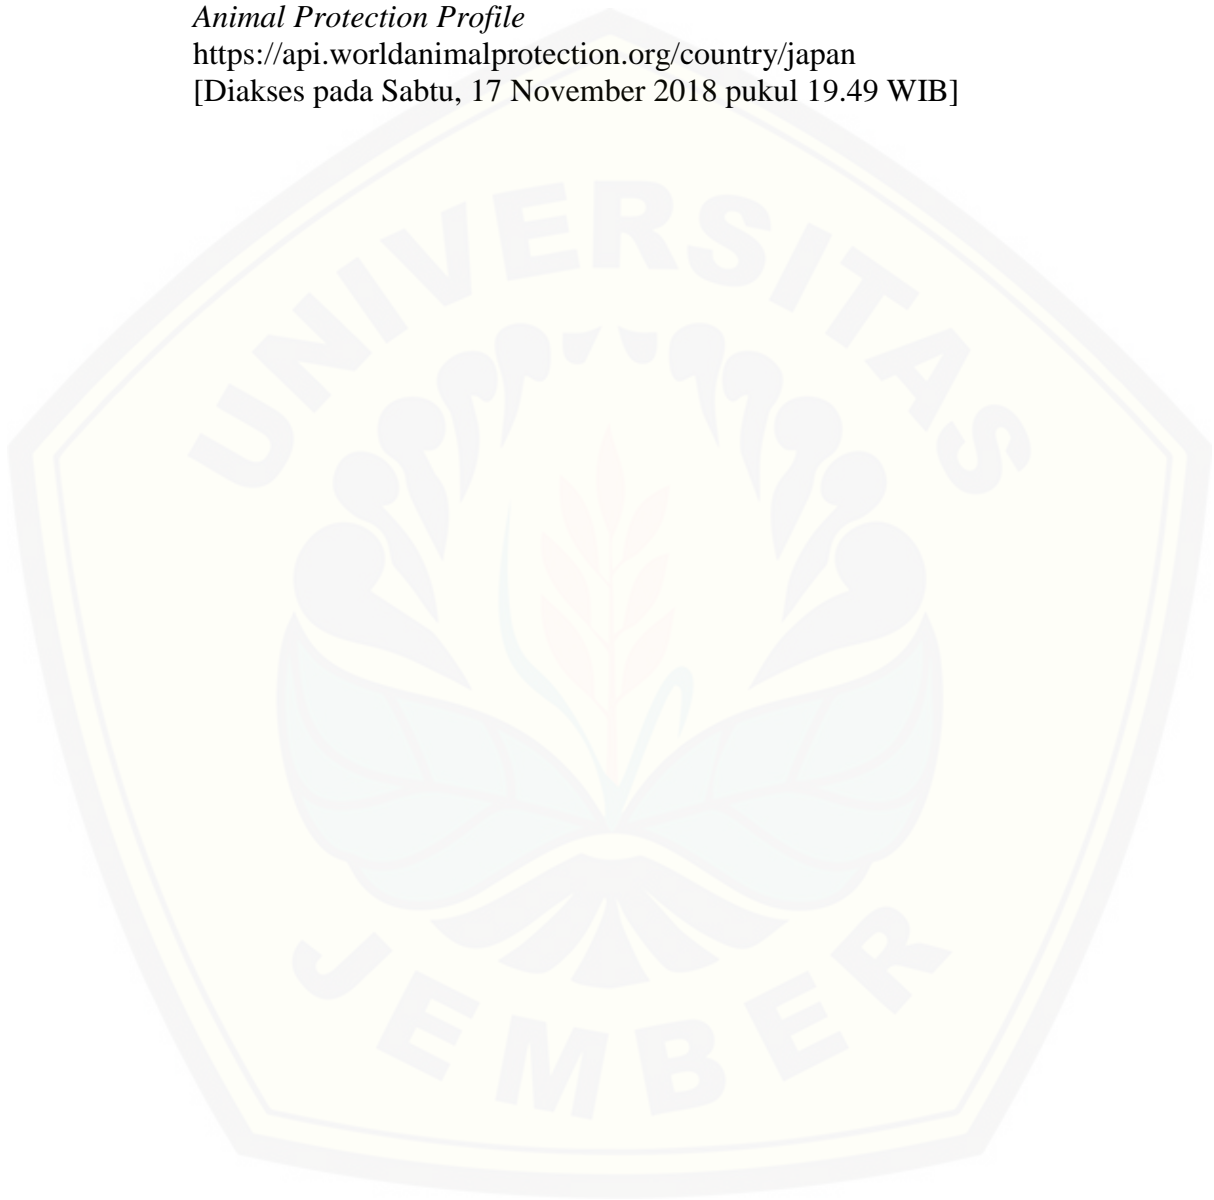 Animal Protection Profile
https://api.worldanimalprotection.org/country/japan
[Diakses pada Sabtu, 17 November 2018 pukul 19.49 WIB]
UNIVERSITAS
JEMBER